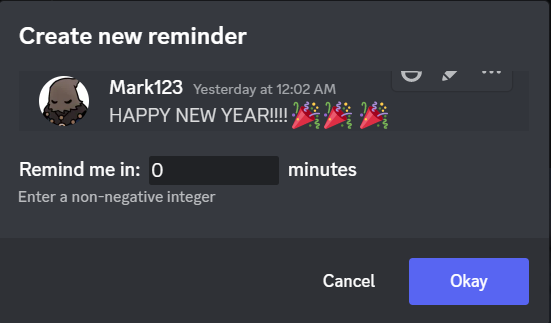 Create new reminder
Mark123 Yesterday at 12:02 AM
HAPPY NEW YEAR!!!!🎉🎉🎉
Remind me in: 0 minutes
Enter a non-negative integer
Cancel Okay